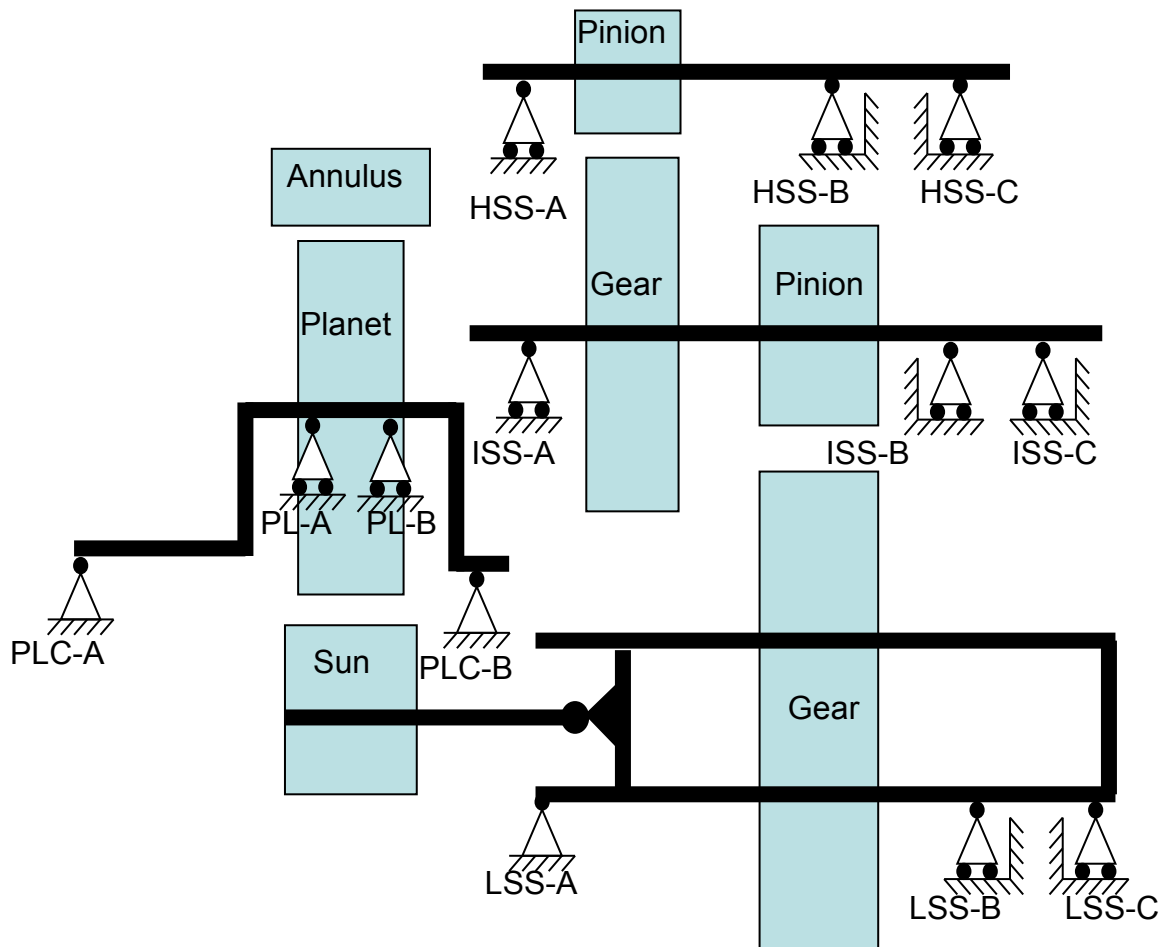 Pinion
HSS-A
HSS-B
HSS-C
Annulus
Gear
Pinion
Planet
ISS-A
ISS-B
ISS-C
PL-A
PL-B
PLC-A
Sun
PLC-B
Gear
LSS-A
LSS-B
LSS-C